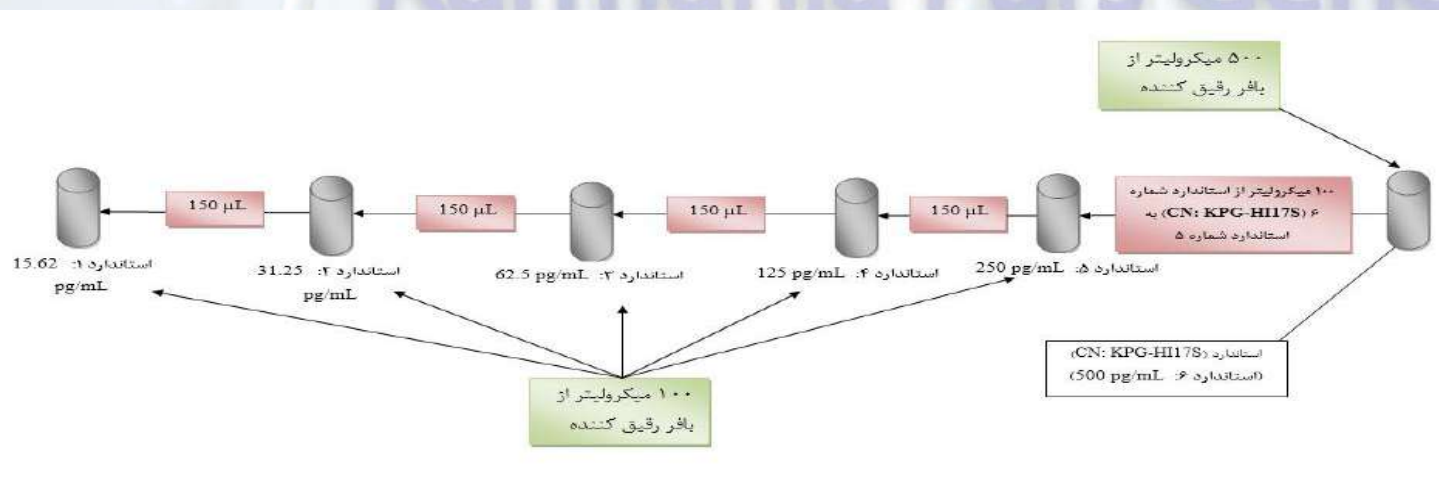 ۵۰۰ میکرولیتر از
بافر رقیق کننده
۱۰۰ میکرولیتر از استاندارد شماره
۶ (CN: KPG-HI17S) به
استاندارد شماره ۵
150 µL
150 µL
150 µL
150 µL
استاندارد ۵: 250 pg/mL
استاندارد ۴: 125 pg/mL
استاندارد ۳: 62.5 pg/mL
استاندارد ۲: 31.25
pg/mL
استاندارد ۱: 15.62
pg/mL
استاندارد (CN: KPG-HI17S)
(استاندارد ۶: 500 pg/mL)
۱۰۰ میکرولیتر از
بافر رقیق کننده